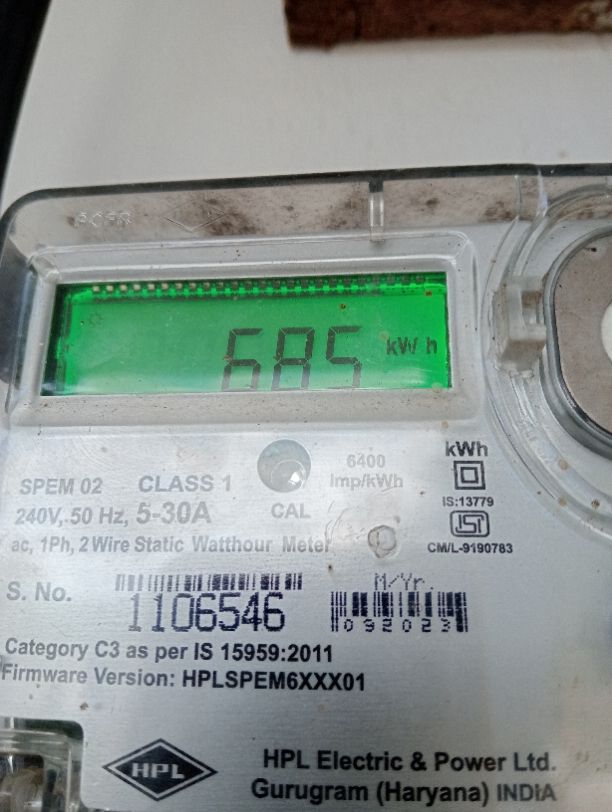 685 kWh
6400
Imp/kWh
kWh
SPEM 02 CLASS 1
IS:13779
240V, 50 Hz, 5-30A CAL
ac, 1Ph, 2 Wire Static Watthour Meter
CM/L-9190783
M/Yr.
S. No. 1106546
092023
Category C3 as per IS 15959:2011
Firmware Version: HPLSPEM6XXX01
HPL
HPL Electric & Power Ltd.
Gurugram (Haryana) INDIA